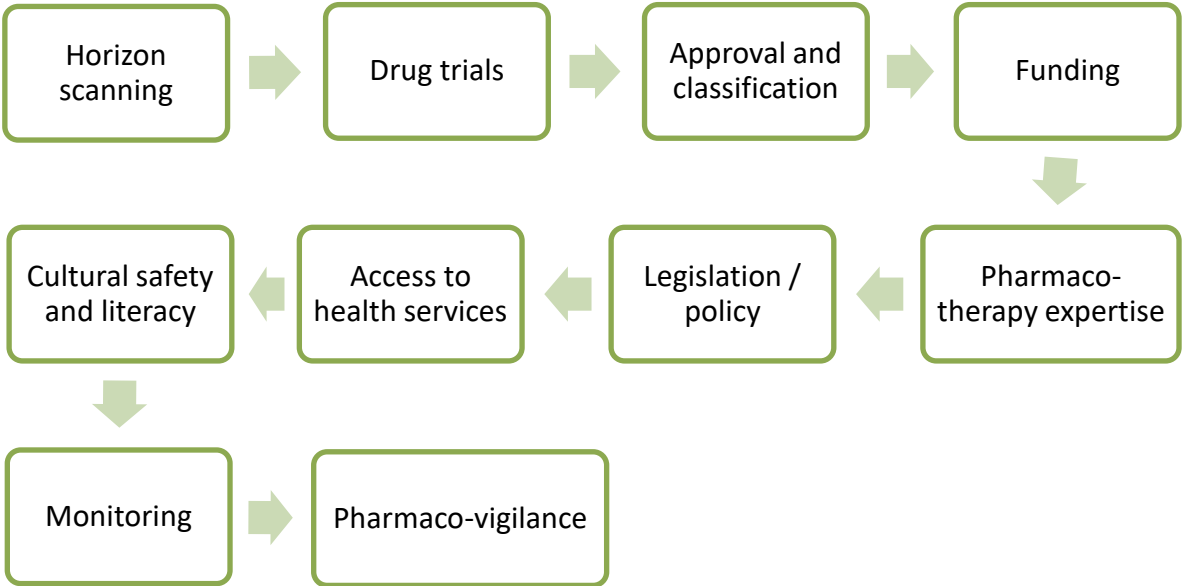 Horizon
scanning
Drug trials
Approval and
classification
Funding
Pharmaco-
therapy expertise
Legislation /
policy
Access to
health services
Cultural safety
and literacy
Monitoring
Pharmaco-vigilance